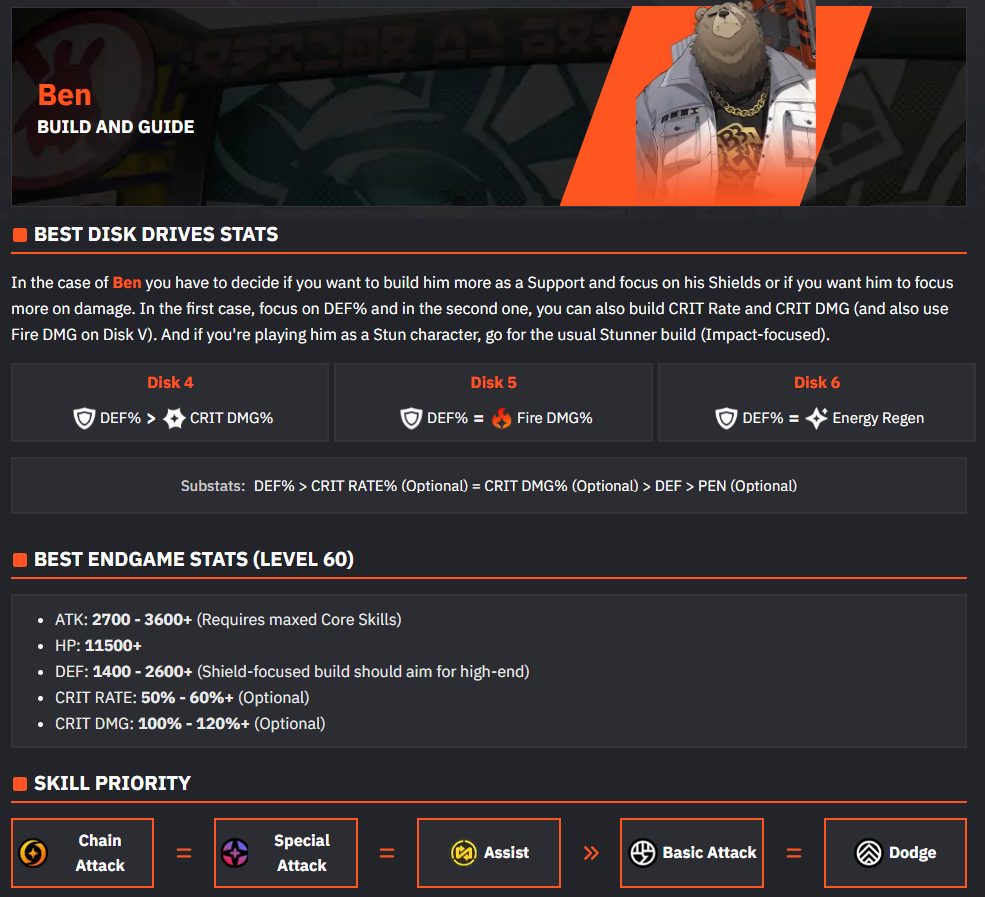 Ben
BUILD AND GUIDE
BEST DISK DRIVES STATS
In the case of Ben you have to decide if you want to build him more as a Support and focus on his Shields or if you want him to focus
more on damage. In the first case, focus on DEF% and in the second one, you can also build CRIT Rate and CRIT DMG (and also use
Fire DMG on Disk V). And if you're playing him as a Stun character, go for the usual Stunner build (Impact-focused).
Disk 4
DEF% > CRIT DMG%
Disk 5
DEF% = Fire DMG%
Disk 6
DEF% = Energy Regen
Substats: DEF% > CRIT RATE% (Optional) = CRIT DMG% (Optional) > DEF > PEN (Optional)
BEST ENDGAME STATS (LEVEL 60)
• ATK: 2700 - 3600+ (Requires maxed Core Skills)
• HP: 11500+
• DEF: 1400 - 2600+ (Shield-focused build should aim for high-end)
• CRIT RATE: 50% - 60%+ (Optional)
• CRIT DMG: 100% - 120%+ (Optional)
SKILL PRIORITY
Chain
Attack
=
Special
Attack
=
Assist
»
Basic Attack
=
Dodge